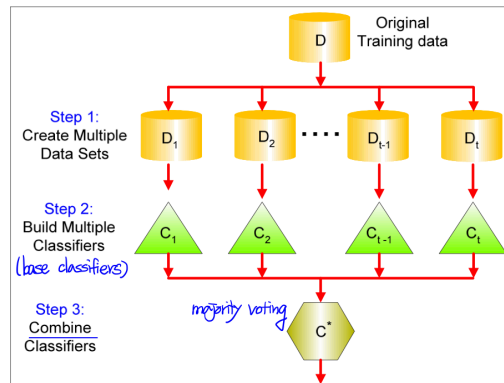 Original
Training data
D
Step 1:
Create Multiple
Data Sets
D1 D2 .... Dt-1 Dt
Step 2:
Build Multiple
Classifiers
(base classifiers)
C1 C2 Ct-1 Ct
Step 3:
Combine
Classifiers
majority voting
C*